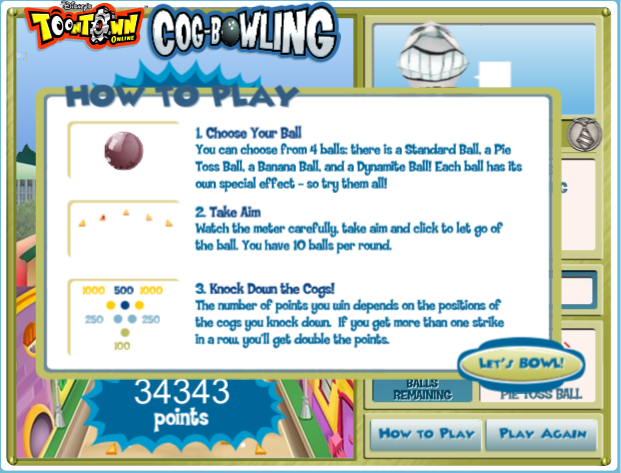 Disney's
TOONTOWN
ONLINE
COG-BOWLING
HOW TO PLAY
1. Choose Your Ball
You can choose from 4 balls: there is a Standard Ball, a Pie
Toss Ball, a Banana Ball, and a Dynamite Ball! Each ball has its
own special effect - so try them all!
2. Take Aim
Watch the meter carefully, take aim and click to let go of
the ball. You have 10 balls per round.
1000 500 1000
250 250
100
3. Knock Down the Cogs!
The number of points you win depends on the positions of
the cogs you knock down. If you get more than one strike
in a row, you'll get double the points.
LET'S BOWL!
34343
points
BALLS
REMAINING
PIE TOSS BALL
HOW TO PLAY
PLAY AGAIN